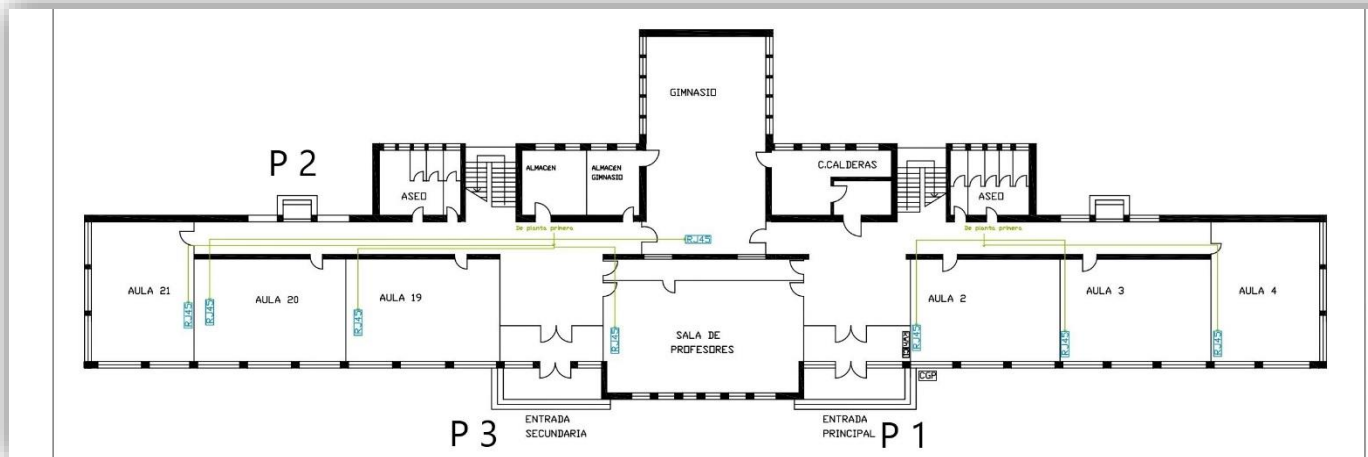 GIMNASIO
P 2
ALMACEN
ALMACEN
GIMNASIO
C.CALDERAS
ASEO
ASEO
De planta primera
De planta primera
RJ45
AULA 21
AULA 20
AULA 19
AULA 2
AULA 3
AULA 4
RJ45
RJ45
RJ45
RJ45
SALA DE
PROFESORES
RJ45
RJ45
RJ45
CGP
ENTRADA
SECUNDARIA
ENTRADA
PRINCIPAL
P 3
P 1